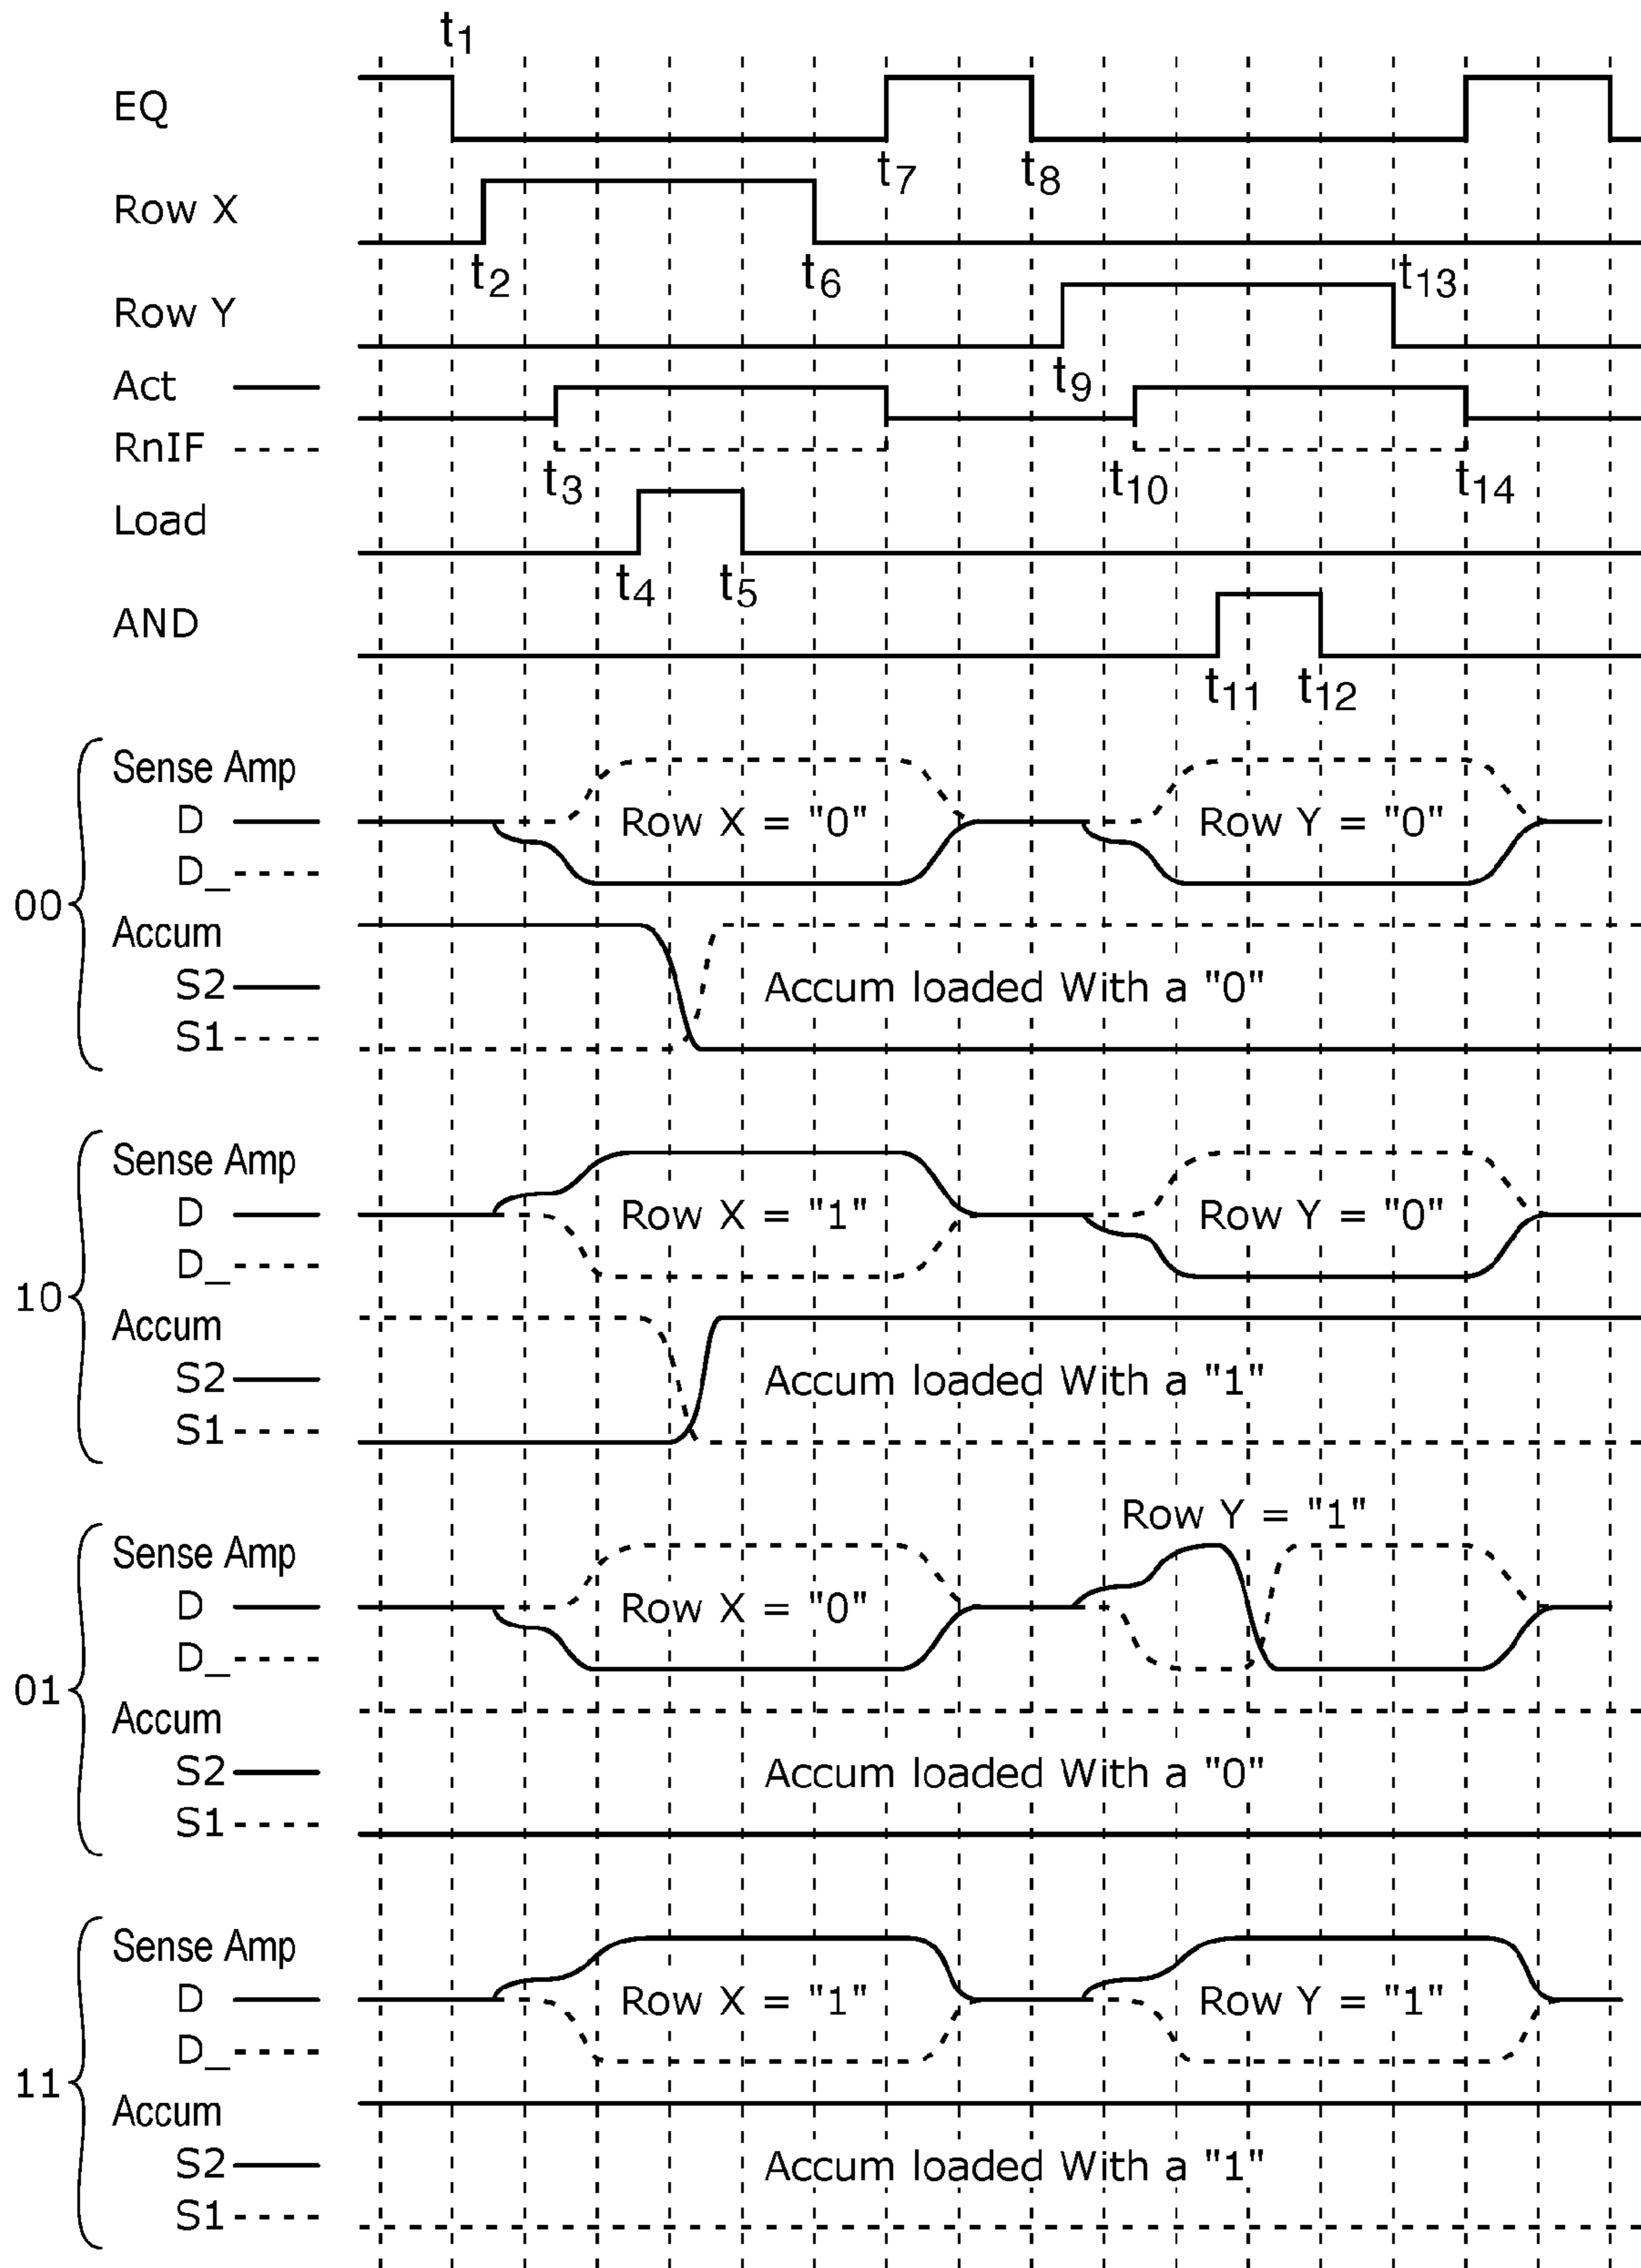 t1
EQ
t7 t8
Row X
t2 t6 t13
Row Y
t9
Act
RnIF
t3 t10 t14
Load
t4 t5
AND
t11 t12
Sense Amp
D Row X = "0" Row Y = "0"
D_
00
Accum
S2 Accum loaded With a "0"
S1
Sense Amp
D Row X = "1" Row Y = "0"
D_
10
Accum
S2 Accum loaded With a "1"
S1
Row Y = "1"
Sense Amp
D Row X = "0"
D_
01
Accum
S2 Accum loaded With a "0"
S1
Sense Amp
D Row X = "1" Row Y = "1"
D_
11
Accum
S2 Accum loaded With a "1"
S1